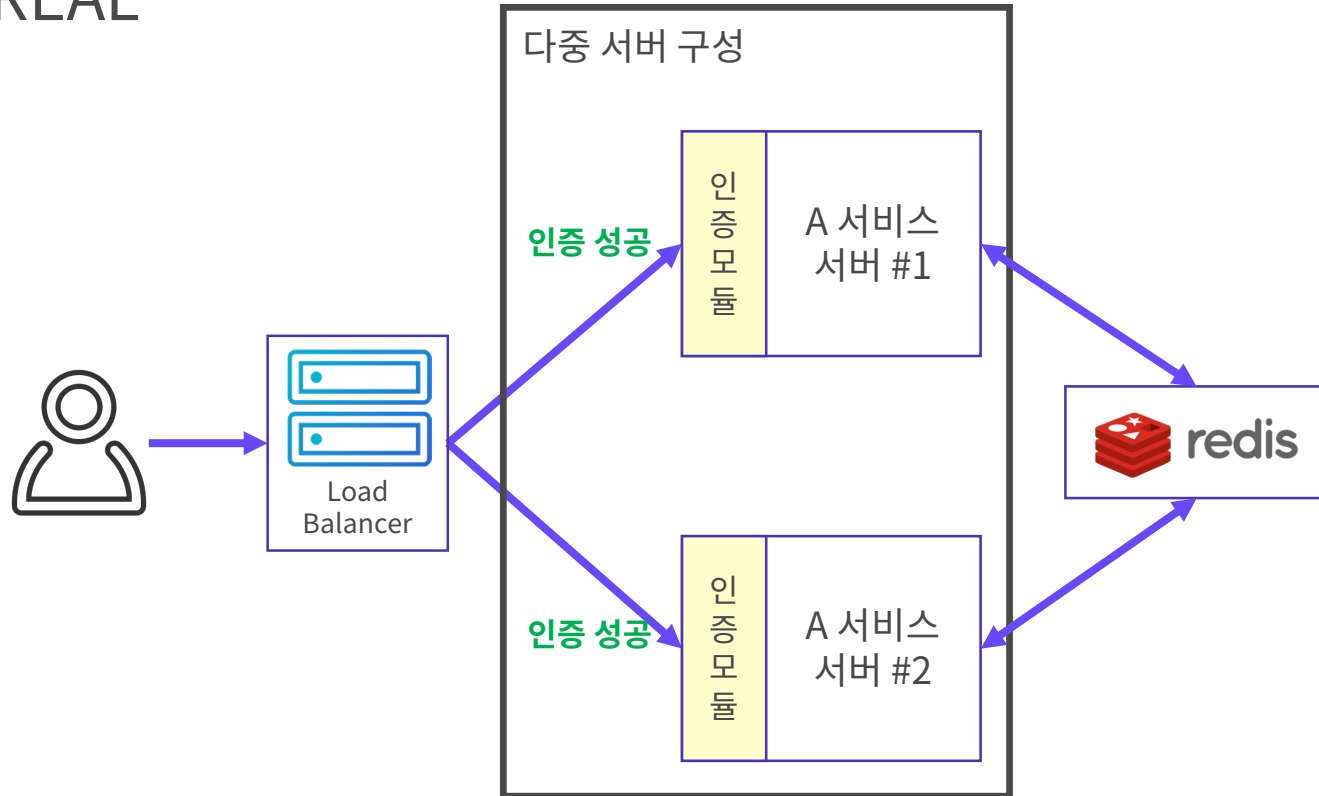 REAL
다중 서버 구성
인증모듈
A 서비스
서버 #1
인증 성공
Load
Balancer
redis
인증 성공
인증모듈
A 서비스
서버 #2